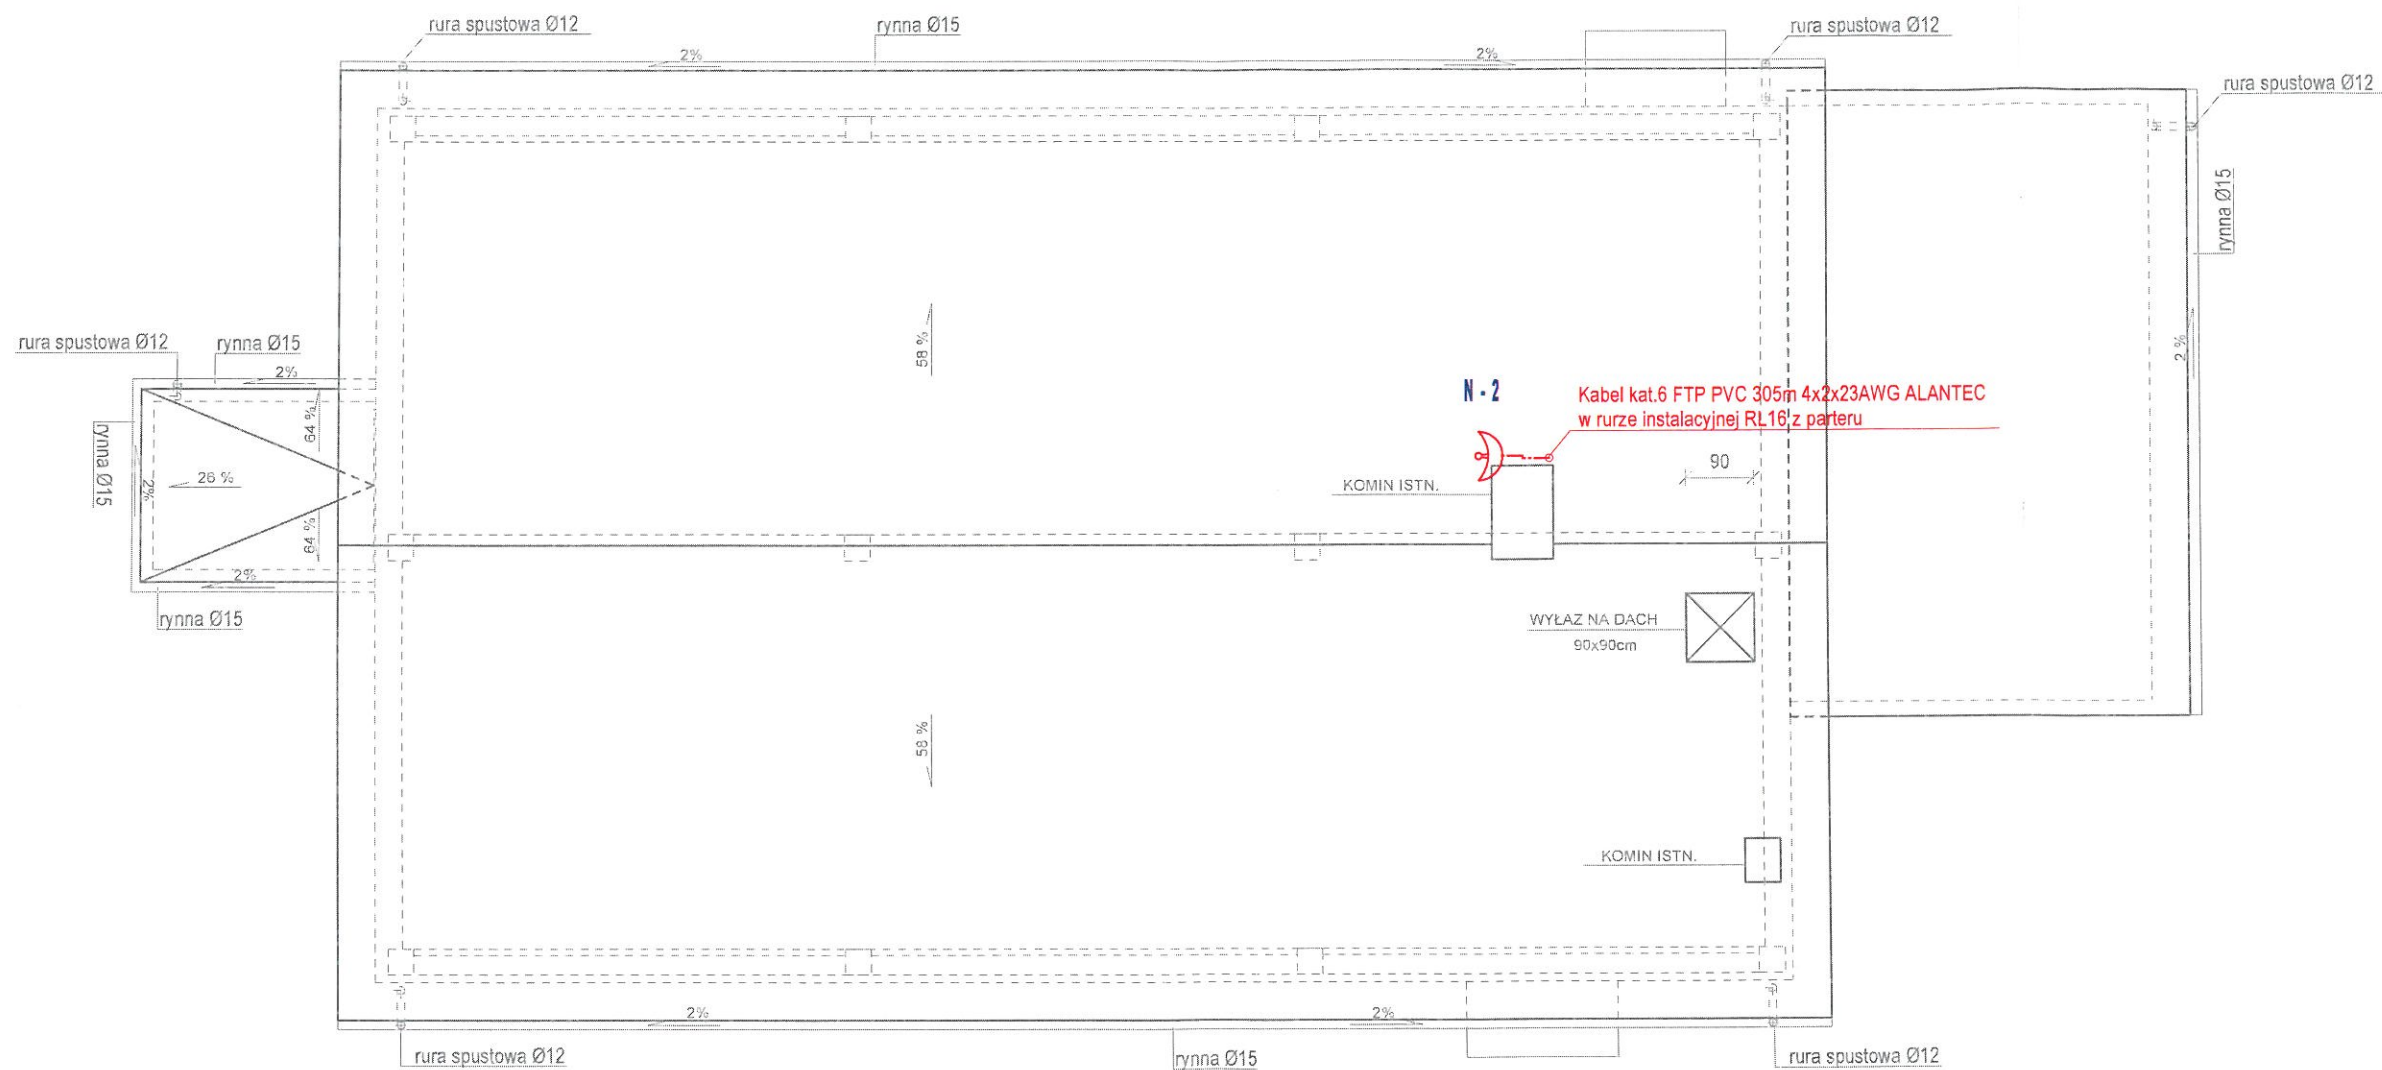 rura spustowa Ø12
rynna Ø15
rura spustowa Ø12
2%
2%
rura spustowa Ø12
rynna Ø15
2 %
58 %
rura spustowa Ø12
rynna Ø15
2%
64 %
rynna Ø15
2%
26 %
64 %
2%
rynna Ø15
N - 2
Kabel kat.6 FTP PVC 305m 4x2x23AWG ALANTEC
w rurze instalacyjnej RL16 z parteru
90
KOMIN ISTN.
WYŁAZ NA DACH
90x90cm
58 %
KOMIN ISTN.
2%
2%
rura spustowa Ø12
rynna Ø15
rura spustowa Ø12